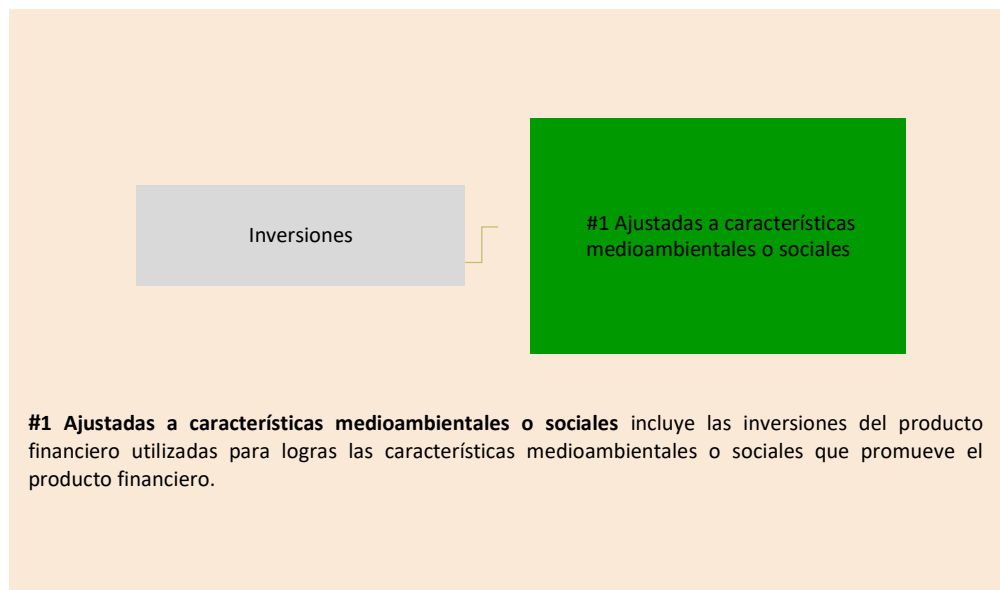 Inversiones
#1 Ajustadas a características
medioambientales o sociales
#1 Ajustadas a características medioambientales o sociales incluye las inversiones del producto
financiero utilizadas para logras las características medioambientales o sociales que promueve el
producto financiero.